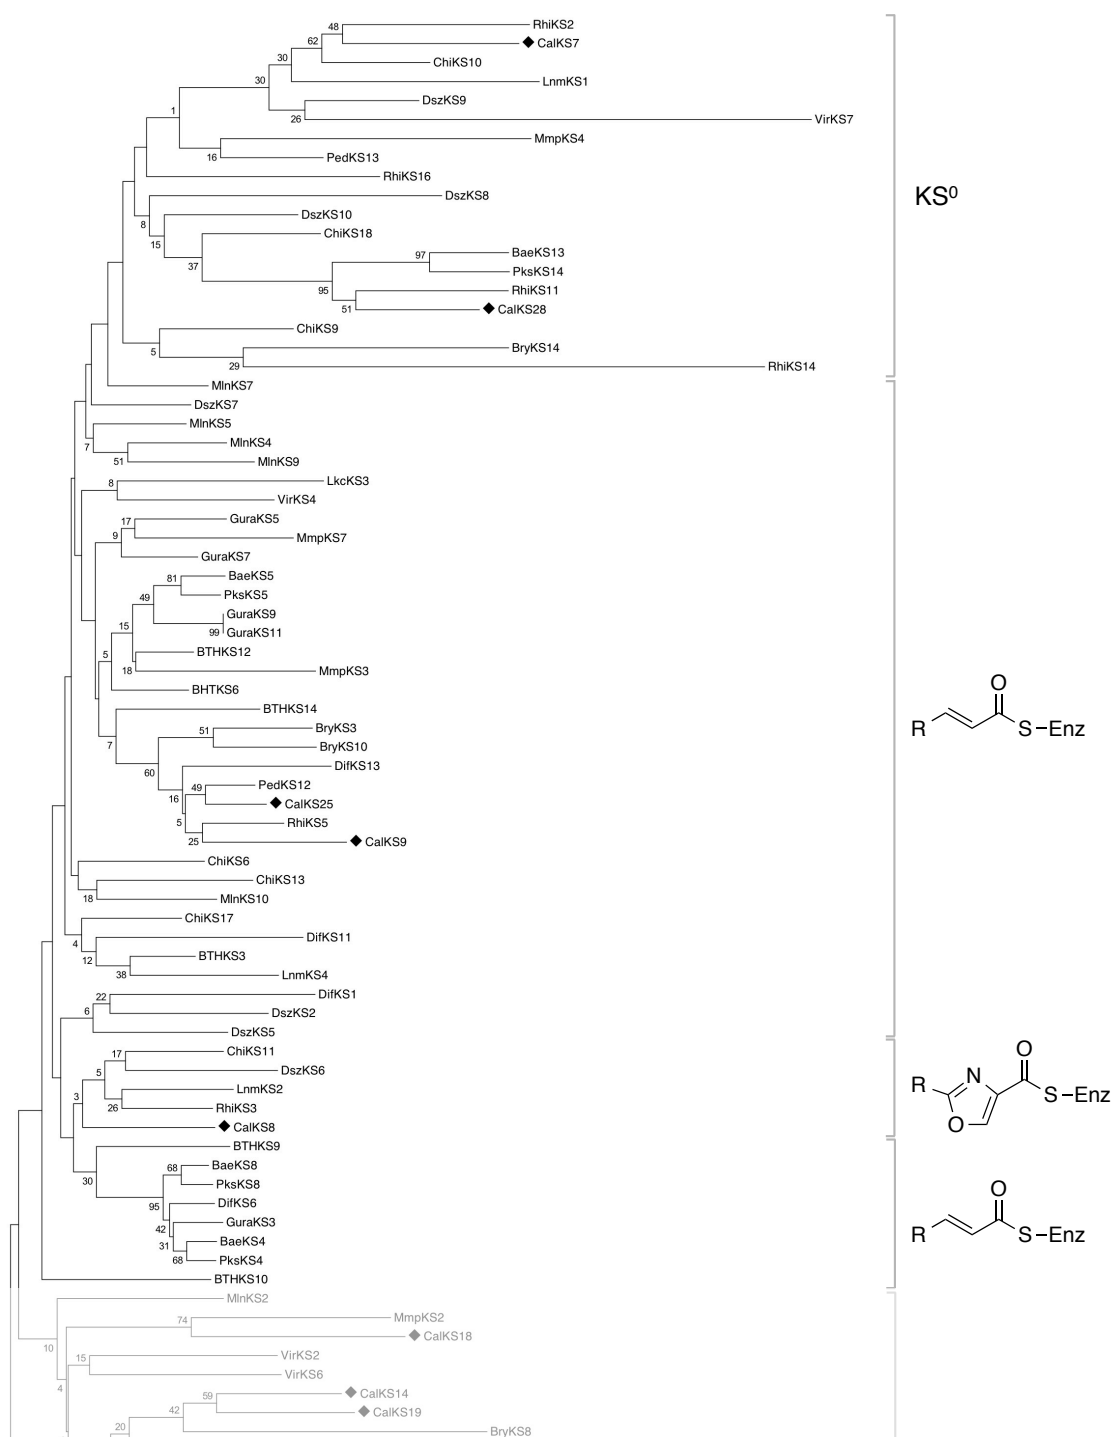 48 RhiKS2
62 CalKS7
30 ChiKS10
30 LnmKS1
DszKS9
26 VirKS7
1 MmpKS4
16 PedKS13
RhiKS16
KS⁰
DszKS8
8 DszKS10
15 ChiKS18
37 97 BaeKS13
PksKS14
95 RhiKS11
51 CalKS28
ChiKS9
5 BryKS14
29 RhiKS14
MlnKS7
DszKS7
MlnKS5
7 MlnKS4
51 MlnKS9
8 LkcKS3
VirKS4
17 GuraKS5
9 MmpKS7
GuraKS7
81 BaeKS5
49 PksKS5
GuraKS9
15 99 GuraKS11
BTHKS12
5 18 MmpKS3
BHTKS6
BTHKS14
7 51 BryKS3
BryKS10
60 DifKS13
16 49 PedKS12
CalKS25
5 RhiKS5
25 CalKS9
O
R S Enz
ChiKS6
ChiKS13
18 MlnKS10
ChiKS17
4 DifKS11
12 BTHKS3
38 LnmKS4
22 DifKS1
6 DszKS2
DszKS5
17 ChiKS11
5 DszKS6
3 LnmKS2
26 RhiKS3
CalKS8
O
R N S Enz
O
BTHKS9
30 68 BaeKS8
PksKS8
95 DifKS6
42 GuraKS3
31 BaeKS4
68 PksKS4
BTHKS10
O
R S Enz
MlnKS2
74 MmpKS2
10 CalKS18
15 VirKS2
4 VirKS6
59 CalKS14
42 CalKS19
20 BryKS8